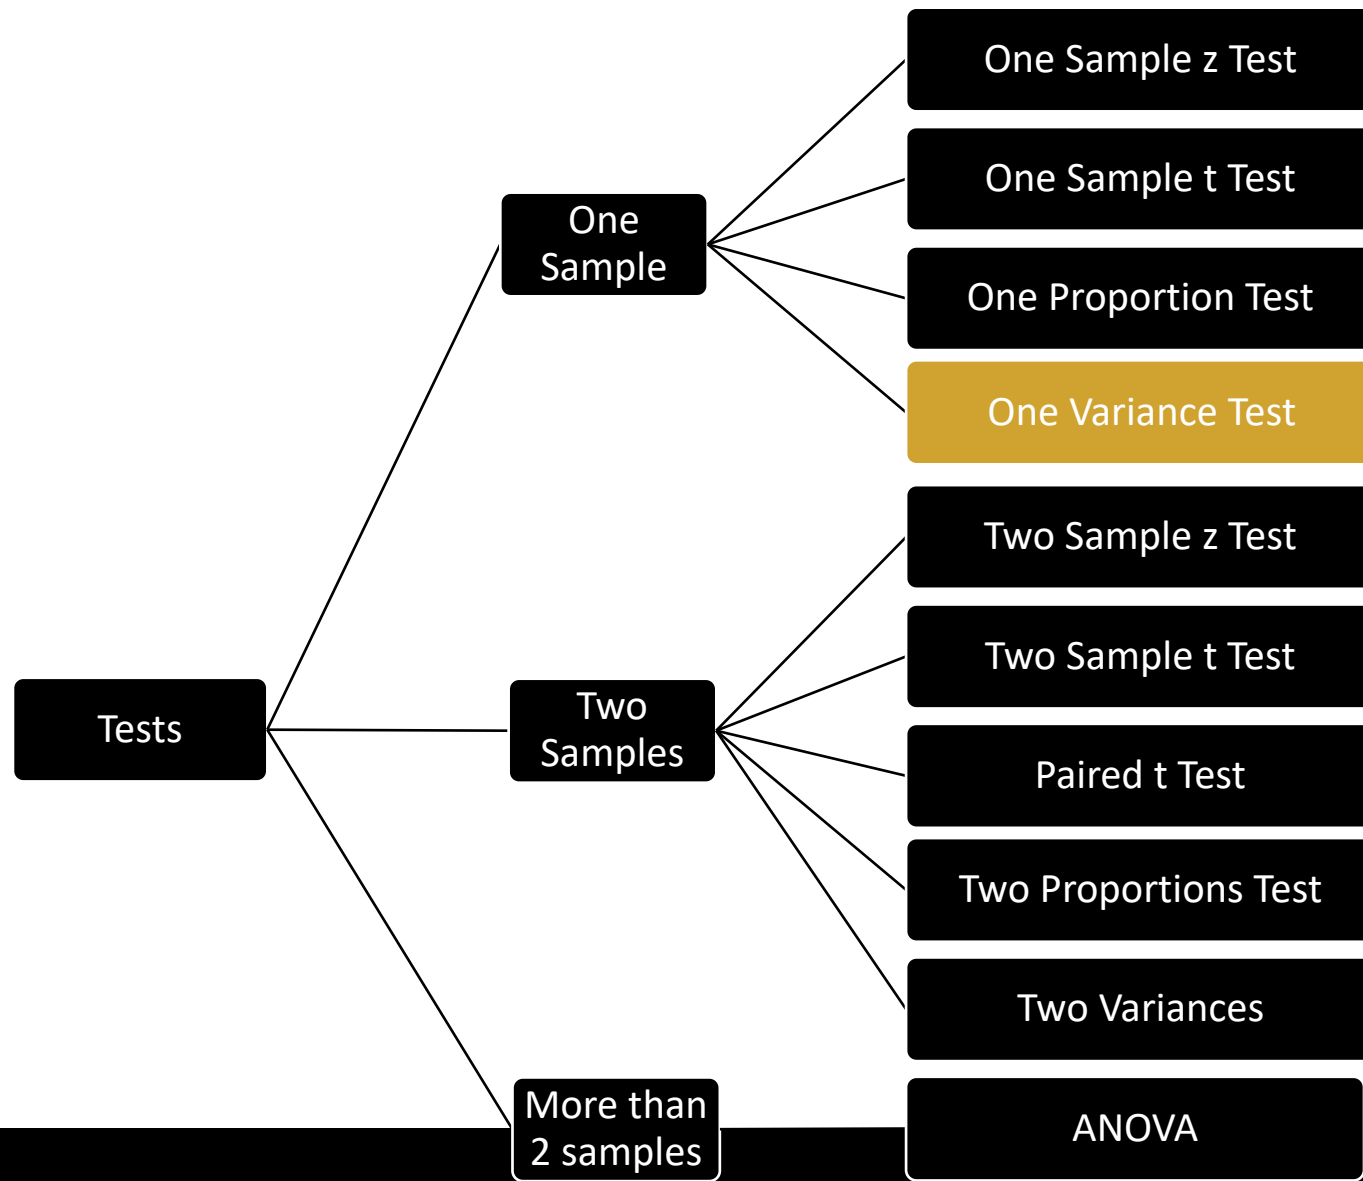 One Sample z Test
One Sample t Test
One
Sample
One Proportion Test
One Variance Test
Two Sample z Test
Two Sample t Test
Tests
Two
Samples
Paired t Test
Two Proportions Test
Two Variances
More than
2 samples
ANOVA